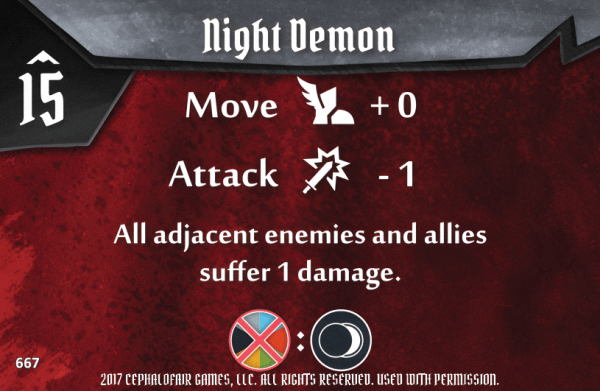 Night Demon
15
Move + 0
Attack - 1
All adjacent enemies and allies
suffer 1 damage.
:
667
2017 CEPHALOFAIR GAMES, LLC. ALL RIGHTS RESERVED. USED WITH PERMISSION.